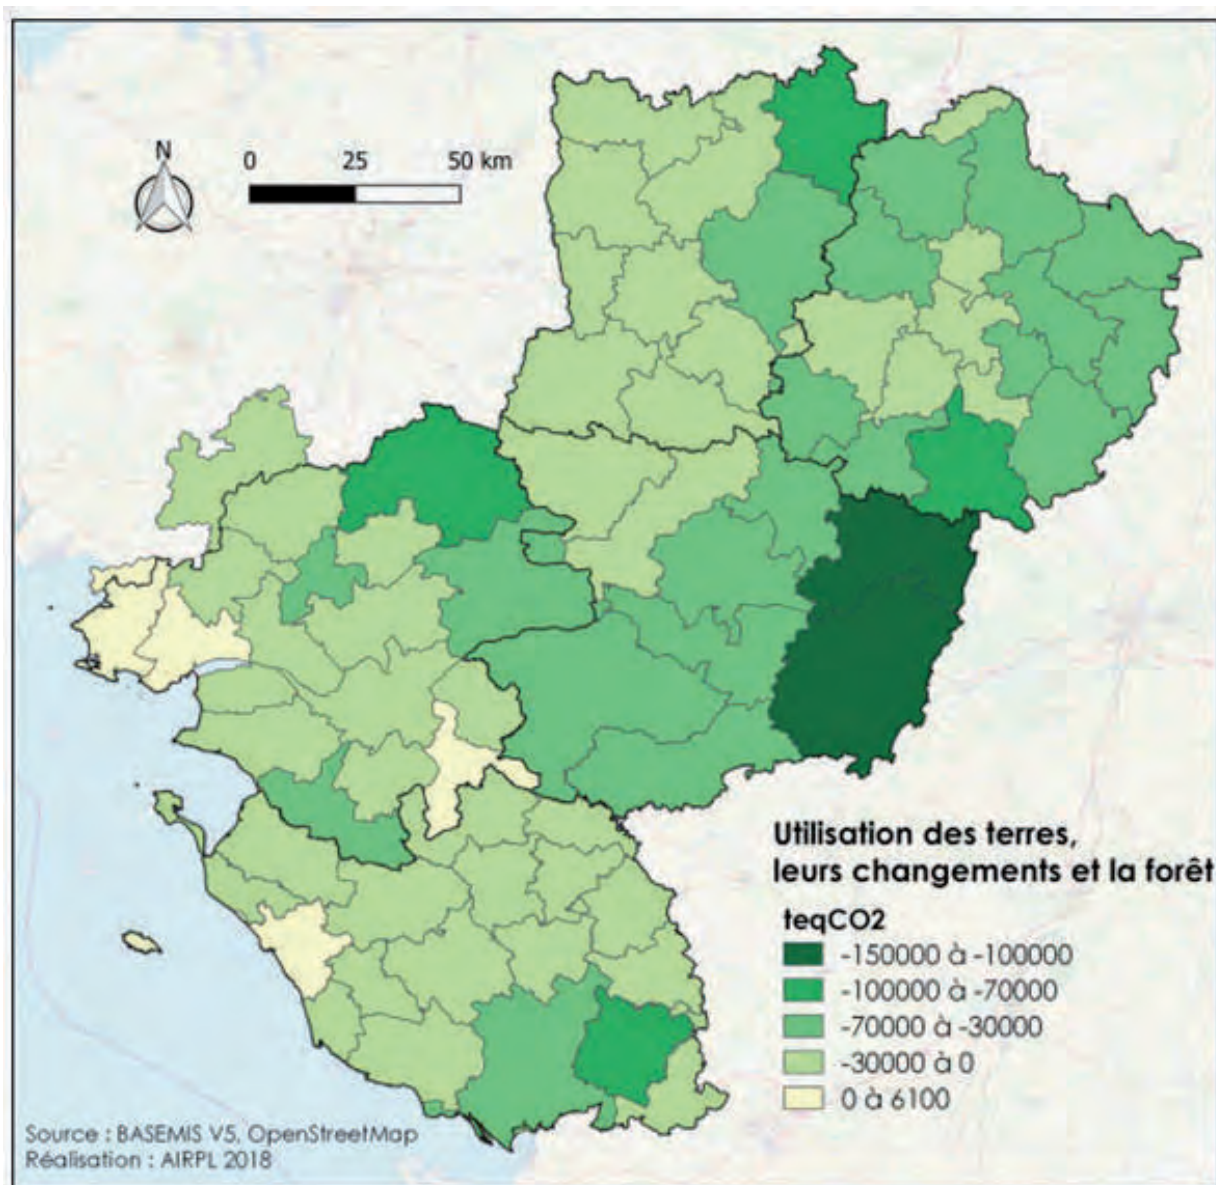 N
0 25 50 km
Utilisation des terres,
leurs changements et la forêt
teqCO2
-150000 à -100000
-100000 à -70000
-70000 à -30000
-30000 à 0
0 à 6100
Source : BASEMIS V5, OpenStreetMap
Réalisation : AIRPL 2018